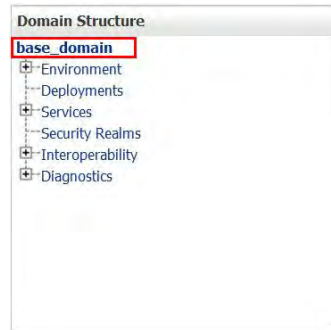 Domain Structure
base_domain
Environment
Deployments
Services
Security Realms
Interoperability
Diagnostics